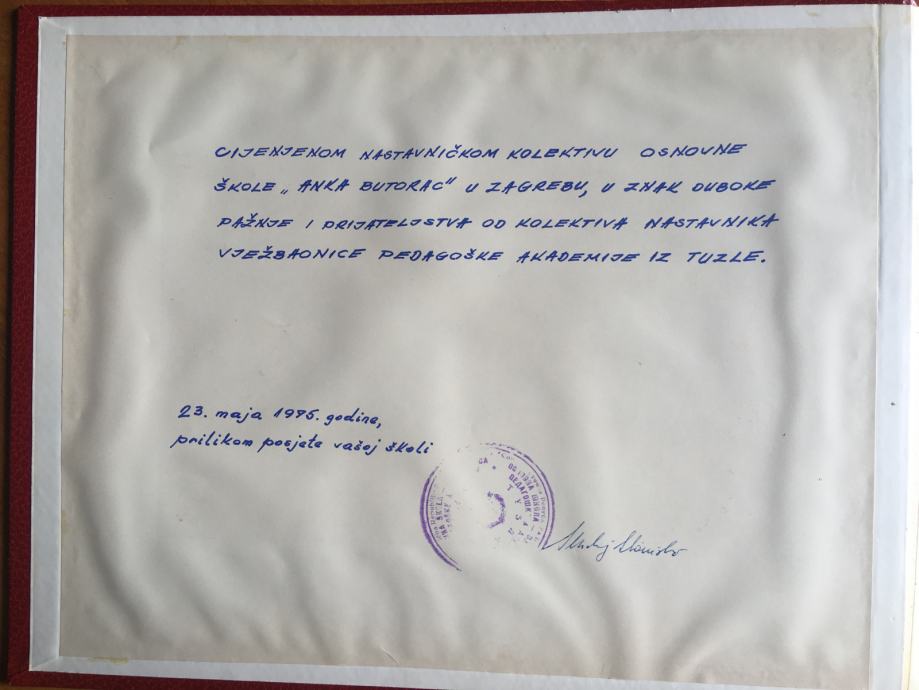 CIJENJENOM NASTAVNIČKOM KOLEKTIVU OSNOVNE
ŠKOLE „ANKA BUTORAC" U ZAGREBU, U ZNAK DUBOKE
PAŽNJE I PRIJATELJSTVA OD KOLEKTIVA NASTAVNIKA
VJEŽBAONICE PEDAGOŠKE AKADEMIJE IZ TUZLE.
23. maja 1975. godine,
prilikom posjete vašoj školi